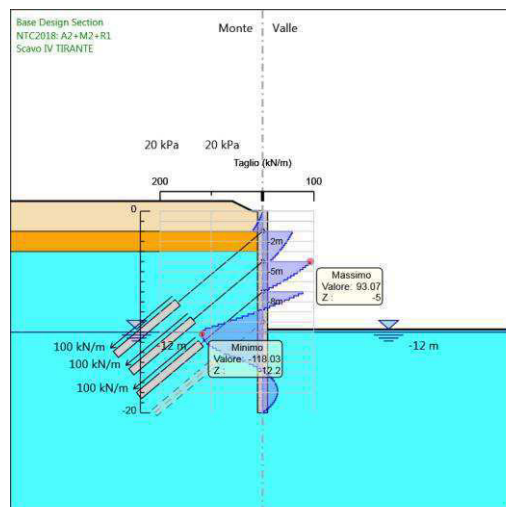 Base Design Section
NTC2018: A2+M2+R1
Scavo IV TIRANTE
Monte
Valle
20 kPa
20 kPa
Taglio (kN/m)
200
100
0
-2m
-5m
-8m
Massimo
Valore: 93.07
Z : -5
-12 m
-12 m
Minimo
Valore: -118.03
Z : -12.2
100 kN/m
100 kN/m
100 kN/m
-20